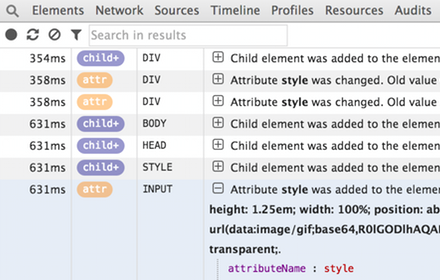 Elements Network Sources Timeline Profiles Resources Audits
Search in results
354ms child+ DIV Child element was added to the elemen
358ms attr DIV Attribute style was changed. Old value
358ms attr DIV Attribute style was changed. Old value
631ms child+ BODY Child element was added to the elemen
631ms child+ HEAD Child element was added to the elemen
631ms child+ STYLE Child element was added to the elemen
631ms attr INPUT Attribute style was added to the eleme
height: 1.25em; width: 100%; position: ab
url(data:image/gif;base64,R0lGODlhAQAI
transparent;.
attributeName : style